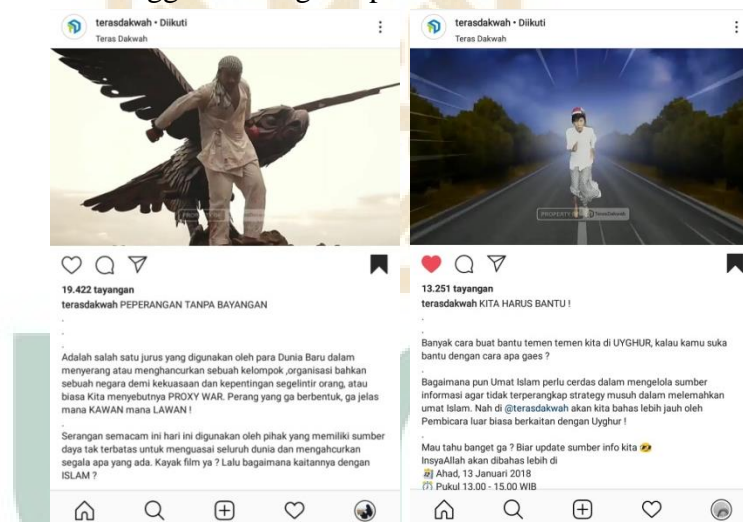 terasdakwah • Diikuti
Teras Dakwah
19.422 tayangan
terasdakwah PEPERANGAN TANPA BAYANGAN
.
.
.
Adalah salah satu jurus yang digunakan oleh para Dunia Baru dalam
menyerang atau menghancurkan sebuah kelompok ,organisasi bahkan
sebuah negara demi kekuasaan dan kepentingan segelintir orang, atau
biasa Kita menyebutnya PROXY WAR. Perang yang ga berbentuk, ga jelas
mana KAWAN mana LAWAN !
.
Serangan semacam ini hari ini digunakan oleh pihak yang memiliki sumber
daya tak terbatas untuk menguasai seluruh dunia dan mengahcurkan
segala apa yang ada. Kayak film ya ? Lalu bagaimana kaitannya dengan
ISLAM ?
terasdakwah • Diikuti
Teras Dakwah
PROPERTY OF TerasDakwah
13.251 tayangan
terasdakwah KITA HARUS BANTU !
.
.
Banyak cara buat bantu temen temen kita di UYGHUR, kalau kamu suka
bantu dengan cara apa gaes ?
.
Bagaimana pun Umat Islam perlu cerdas dalam mengelola sumber
informasi agar tidak terperangkap strategy musuh dalam melemahkan
umat Islam. Nah di @terasdakwah akan kita bahas lebih jauh oleh
Pembicara luar biasa berkaitan dengan Uyghur !
.
Mau tahu banget ga ? Biar update sumber info kita
InsyaAllah akan dibahas lebih di
Ahad, 13 Januari 2018
Pukul 13.00 - 15.00 WIB